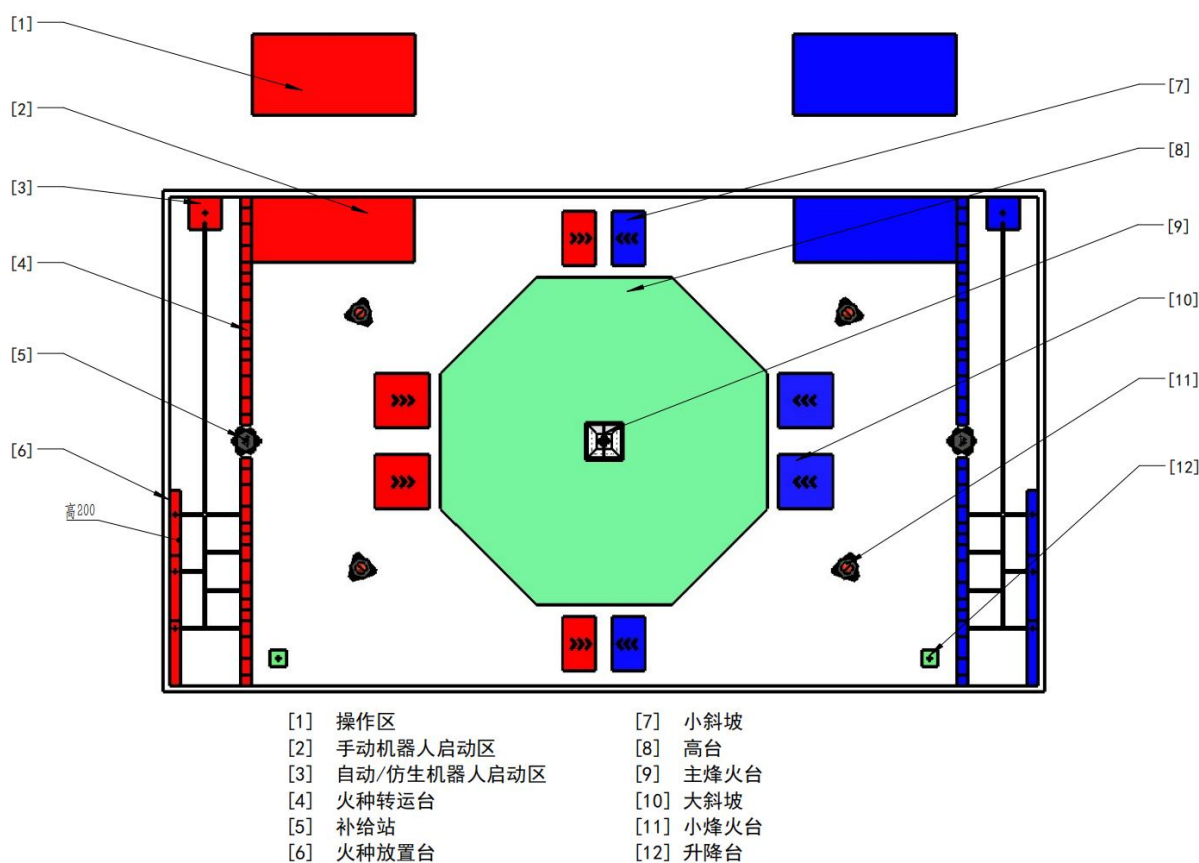 [1]
[2]
[3]
[4]
[5]
[6]
高200
[7]
[8]
[9]
[10]
[11]
[12]
[1] 操作区
[2] 手动机器人启动区
[3] 自动/仿生机器人启动区
[4] 火种转运台
[5] 补给站
[6] 火种放置台
[7] 小斜坡
[8] 高台
[9] 主烽火台
[10] 大斜坡
[11] 小烽火台
[12] 升降台